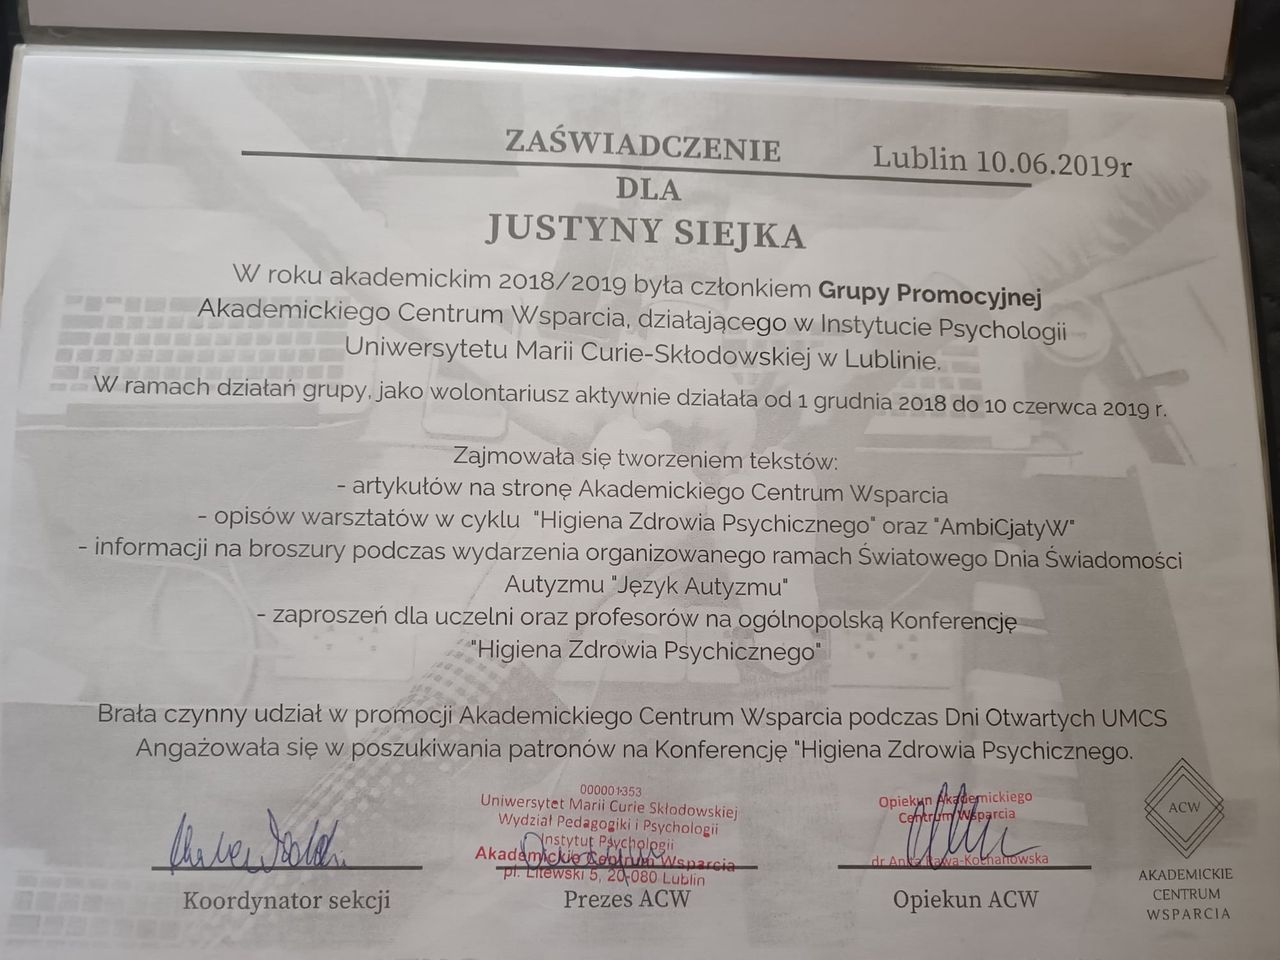 ZAŚWIADCZENIE
Lublin 10.06.2019r
DLA
JUSTYNY SIEJKA
W roku akademickim 2018/2019 była członkiem Grupy Promocyjnej
Akademickiego Centrum Wsparcia, działającego w Instytucie Psychologii
Uniwersytetu Marii Curie-Skłodowskiej w Lublinie.
W ramach działań grupy, jako wolontariusz aktywnie działała od 1 grudnia 2018 do 10 czerwca 2019 r.
Zajmowała się tworzeniem tekstów:
- artykułów na stronę Akademickiego Centrum Wsparcia
- opisów warsztatów w cyklu "Higiena Zdrowia Psychicznego" oraz "AmbiCjatyW"
- informacji na broszury podczas wydarzenia organizowanego ramach Światowego Dnia Świadomości
Autyzmu "Język Autyzmu"
- zaproszeń dla uczelni oraz profesorów na ogólnopolską Konferencję
"Higiena Zdrowia Psychicznego"
Brała czynny udział w promocji Akademickiego Centrum Wsparcia podczas Dni Otwartych UMCS
Angażowała się w poszukiwania patronów na Konferencję "Higiena Zdrowia Psychicznego.
000001353
Uniwersytet Marii Curie Skłodowskiej
Wydział Pedagogiki i Psychologii
Instytut Psychologii
Akademickie Centrum Wsparcia
pl. Litewski 5, 20-080 Lublin
Opiekun Akademickiego
Centrum Wsparcia
dr Anna Rawa-Kochanowska
Koordynator sekcji
Prezes ACW
Opiekun ACW
ACW
AKADEMICKIE
CENTRUM
WSPARCIA